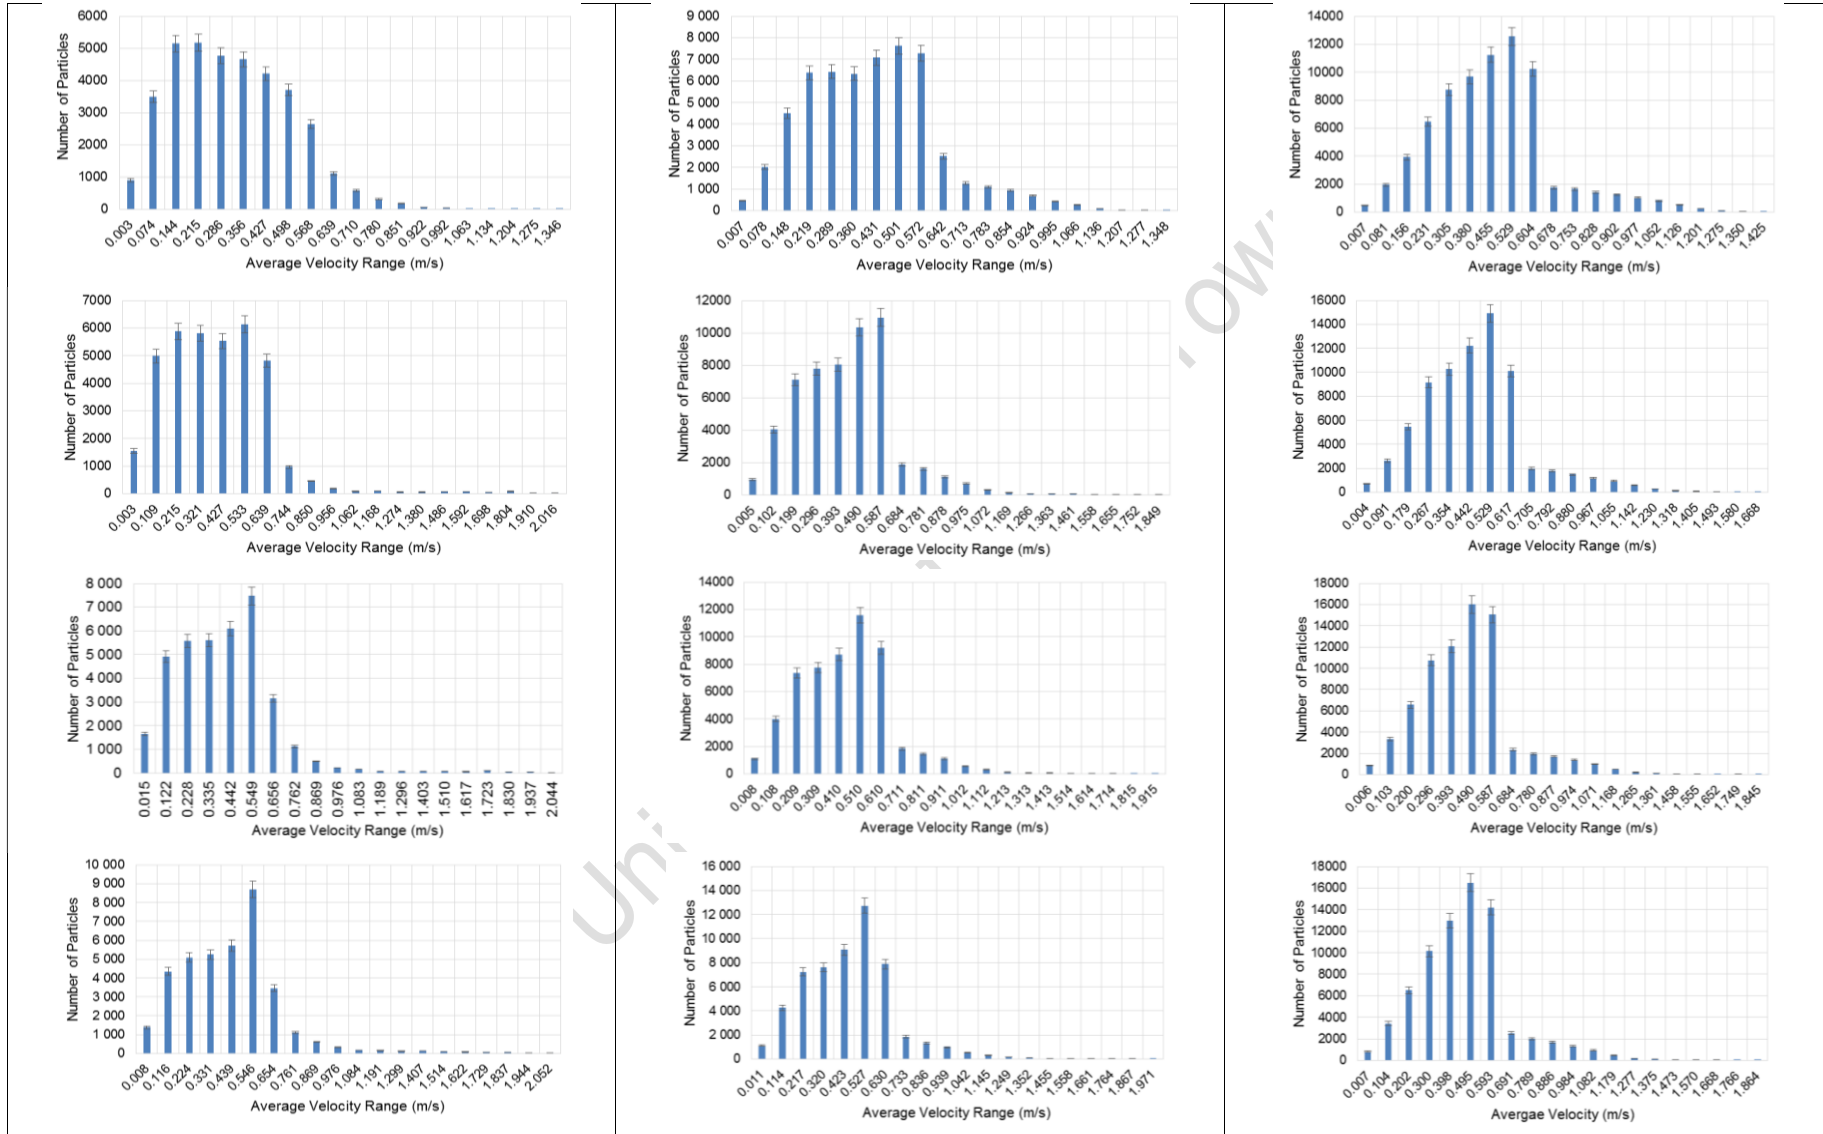 6000
5000
4000
3000
2000
1000
0
Number of Particles
0.003 0.074 0.144 0.215 0.286 0.356 0.427 0.498 0.568 0.639 0.710 0.780 0.851 0.922 0.992 1.063 1.134 1.204 1.275 1.346
Average Velocity Range (m/s)
9 000
8 000
7 000
6 000
5 000
4 000
3 000
2 000
1 000
0
Number of Particles
0.007 0.078 0.148 0.219 0.289 0.360 0.431 0.501 0.572 0.642 0.713 0.783 0.854 0.924 0.995 1.066 1.136 1.207 1.277 1.348
Average Velocity Range (m/s)
14000
12000
10000
8000
6000
4000
2000
0
Number of Particles
0.007 0.081 0.156 0.231 0.305 0.380 0.455 0.529 0.604 0.678 0.753 0.828 0.902 0.977 1.052 1.126 1.201 1.275 1.350 1.425
Average Velocity Range (m/s)
7000
6000
5000
4000
3000
2000
1000
0
Number of Particles
0.003 0.109 0.215 0.321 0.427 0.533 0.639 0.744 0.850 0.956 1.062 1.168 1.274 1.380 1.486 1.592 1.698 1.804 1.910 2.016
Average Velocity Range (m/s)
12000
10000
8000
6000
4000
2000
0
Number of Particles
0.005 0.102 0.199 0.296 0.393 0.490 0.587 0.684 0.781 0.878 0.975 1.072 1.169 1.266 1.363 1.461 1.558 1.655 1.752 1.849
Average Velocity Range (m/s)
16000
14000
12000
10000
8000
6000
4000
2000
0
Number of Particles
0.004 0.091 0.179 0.267 0.354 0.442 0.529 0.617 0.705 0.792 0.880 0.967 1.055 1.142 1.230 1.318 1.405 1.493 1.580 1.668
Average Velocity Range (m/s)
8 000
7 000
6 000
5 000
4 000
3 000
2 000
1 000
0
Number of Particles
0.015 0.122 0.228 0.335 0.442 0.549 0.656 0.762 0.869 0.976 1.083 1.189 1.296 1.403 1.510 1.617 1.723 1.830 1.937 2.044
Average Velocity Range (m/s)
14000
12000
10000
8000
6000
4000
2000
0
Number of Particles
0.008 0.108 0.209 0.309 0.410 0.510 0.610 0.711 0.811 0.911 1.012 1.112 1.213 1.313 1.413 1.514 1.614 1.714 1.815 1.915
Average Velocity Range (m/s)
18000
16000
14000
12000
10000
8000
6000
4000
2000
0
Number of Particles
0.006 0.103 0.200 0.296 0.393 0.490 0.587 0.684 0.780 0.877 0.974 1.071 1.168 1.265 1.361 1.458 1.555 1.652 1.749 1.845
Average Velocity (m/s)
10 000
9 000
8 000
7 000
6 000
5 000
4 000
3 000
2 000
1 000
0
Number of Particles
0.008 0.116 0.224 0.331 0.439 0.546 0.654 0.761 0.869 0.976 1.084 1.191 1.299 1.407 1.514 1.622 1.729 1.837 1.944 2.052
Average Velocity Range (m/s)
16 000
14 000
12 000
10 000
8 000
6 000
4 000
2 000
0
Number of Particles
0.011 0.114 0.217 0.320 0.423 0.527 0.630 0.733 0.836 0.939 1.042 1.145 1.249 1.352 1.455 1.558 1.661 1.764 1.867 1.971
Average Velocity Range (m/s)
18000
16000
14000
12000
10000
8000
6000
4000
2000
0
Number of Particles
0.007 0.104 0.202 0.300 0.398 0.495 0.593 0.691 0.789 0.886 0.984 1.082 1.179 1.277 1.375 1.473 1.570 1.668 1.766 1.864
Avergae Velocity (m/s)